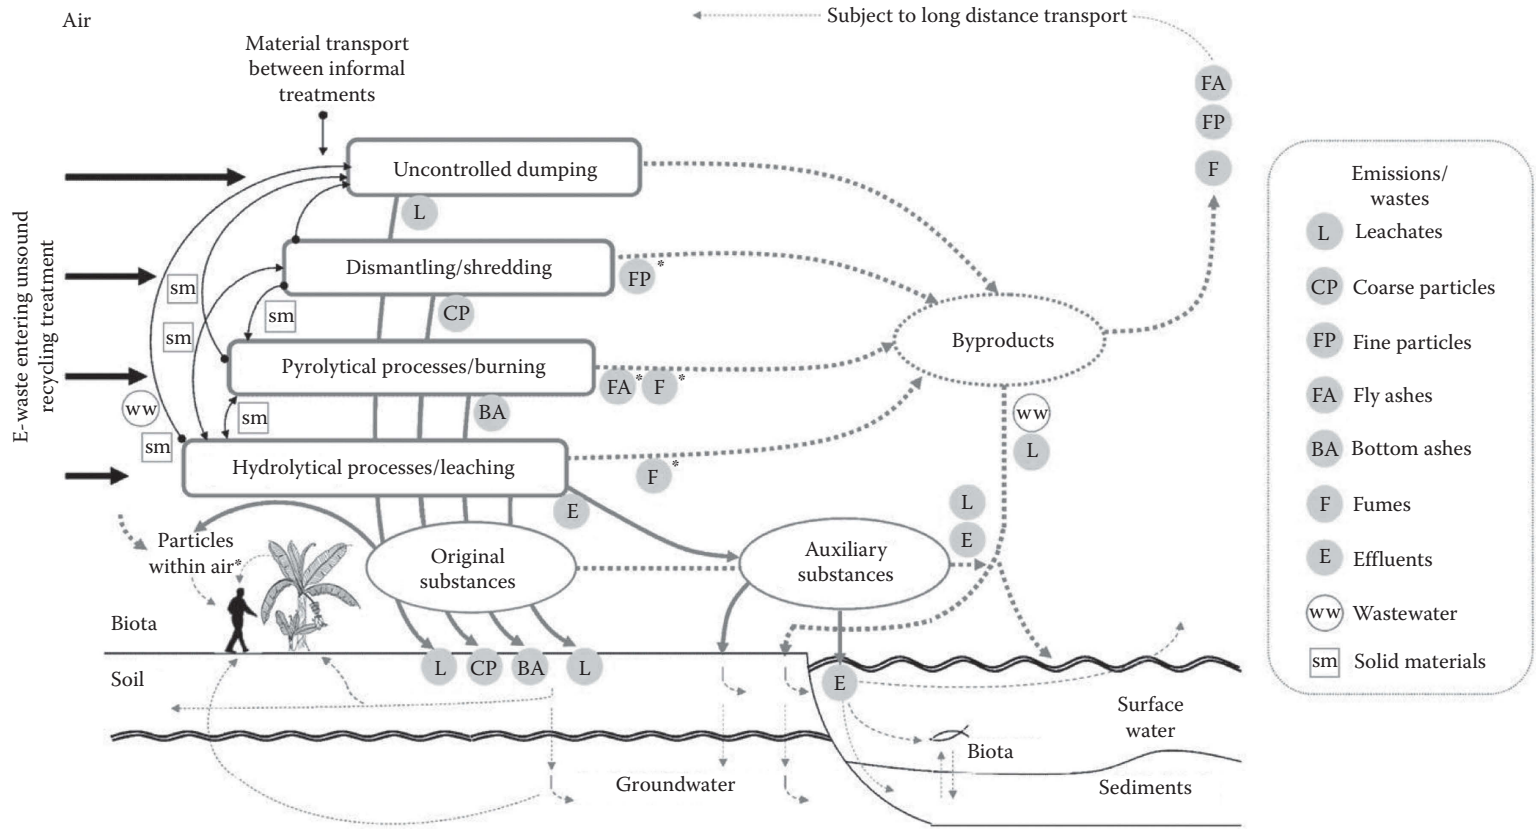 Air
Subject to long distance transport
Material transport
between informal
treatments
FA
FP
F
Uncontrolled dumping
L
Dismantling/shredding
FP*
CP
sm
sm
sm
Pyrolytical processes/burning
FA*
F*
BA
ww
sm
sm
Hydrolytical processes/leaching
F*
E
E-waste entering unsound
recycling treatment
Byproducts
ww
L
L
E
Particles
within air*
Original
substances
Auxiliary
substances
Biota
Soil
L
CP
BA
L
E
Surface
water
Biota
Groundwater
Sediments
Emissions/
wastes
L Leachates
CP Coarse particles
FP Fine particles
FA Fly ashes
BA Bottom ashes
F Fumes
E Effluents
ww Wastewater
sm Solid materials